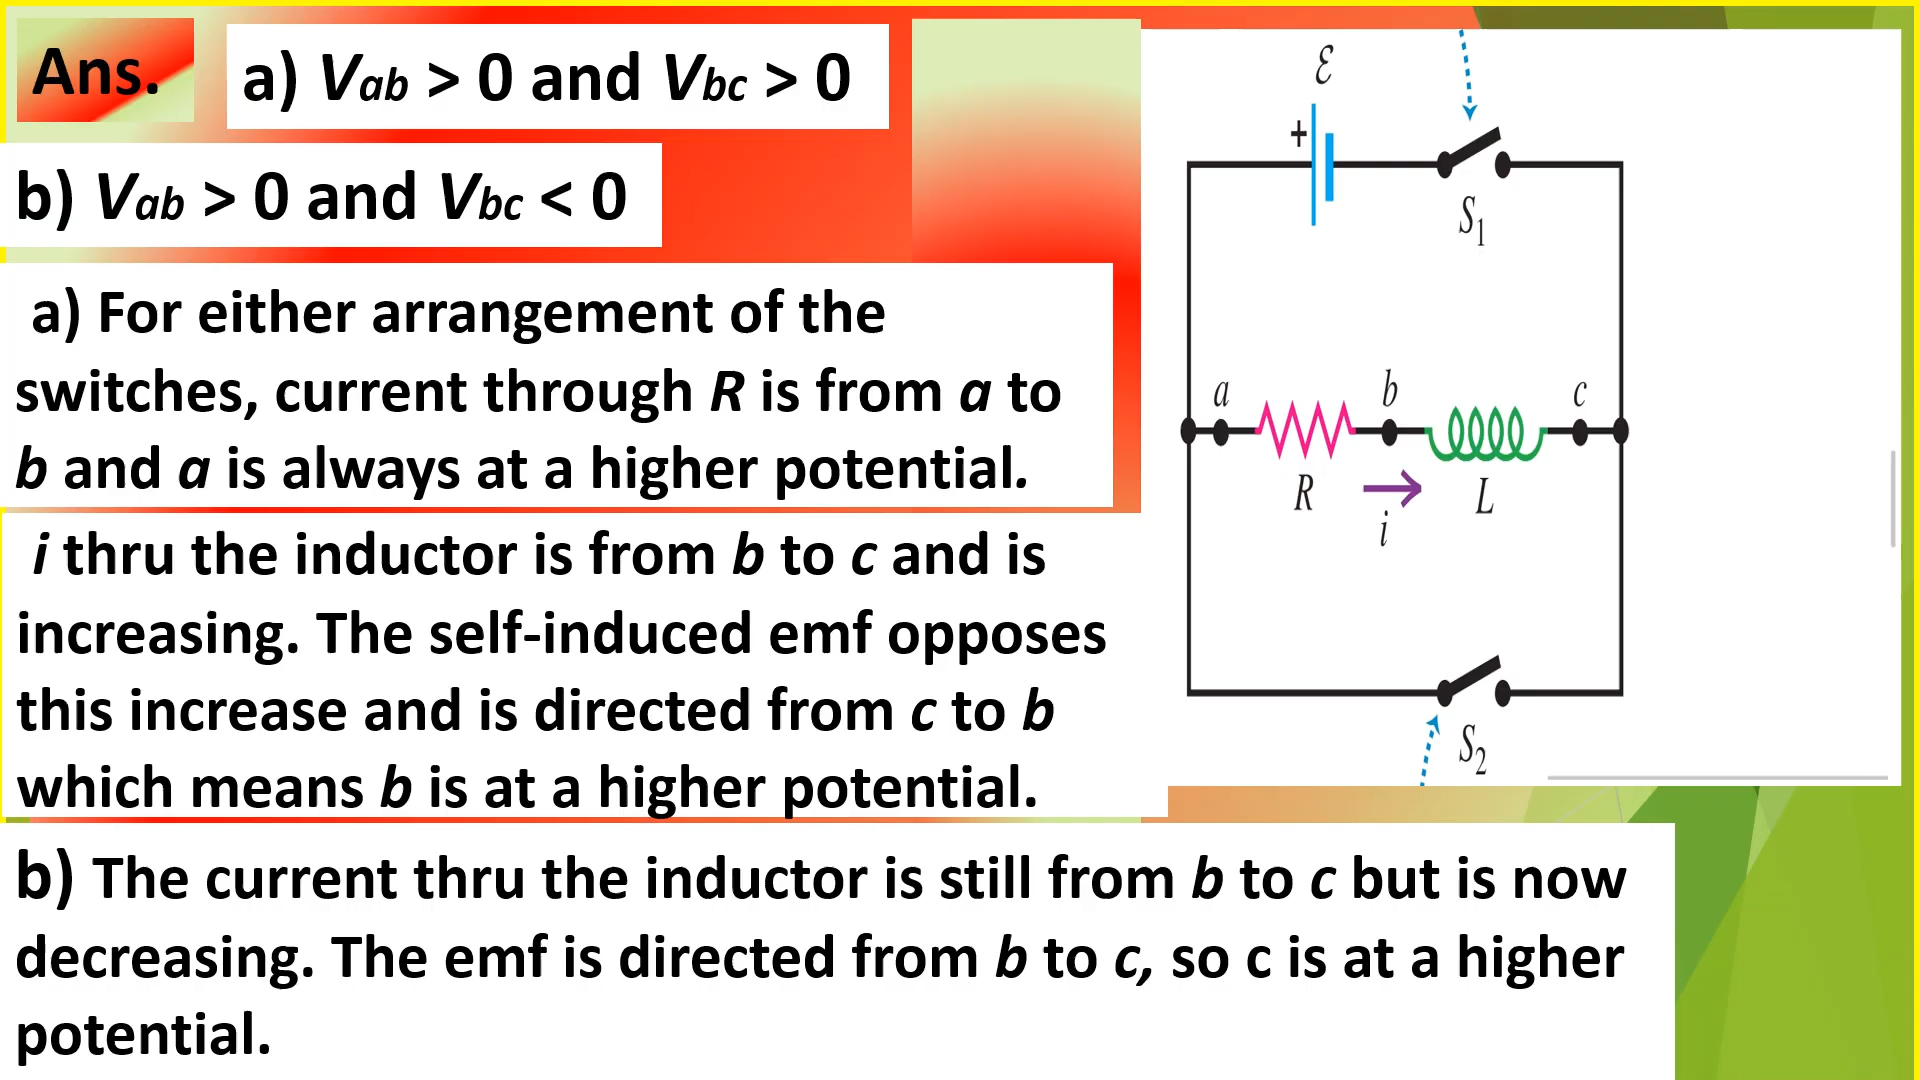 Ans.
a) Vab > 0 and Vbc > 0
b) Vab > 0 and Vbc < 0
a) For either arrangement of the
switches, current through R is from a to
b and a is always at a higher potential.
i thru the inductor is from b to c and is
increasing. The self-induced emf opposes
this increase and is directed from c to b
which means b is at a higher potential.
b) The current thru the inductor is still from b to c but is now
decreasing. The emf is directed from b to c, so c is at a higher
potential.
ℰ
+
S₁
a b c
R L
i
S₂